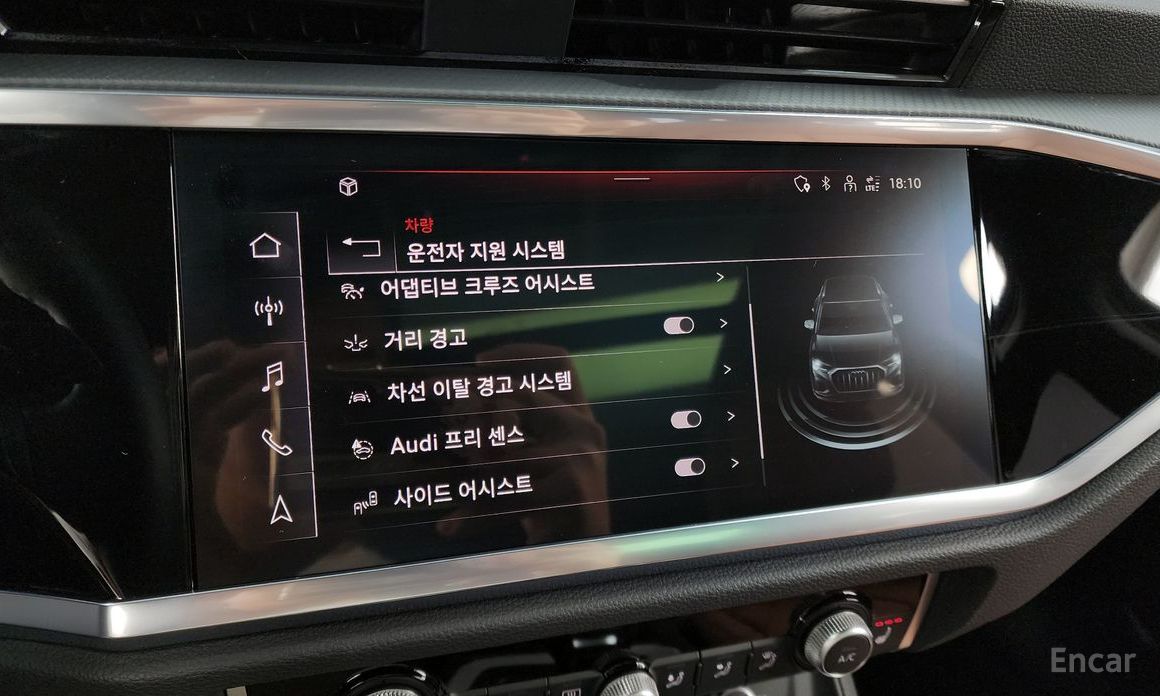 LTE
18:10
차량
운전자 지원 시스템
어댑티브 크루즈 어시스트
거리 경고
차선 이탈 경고 시스템
Audi 프리 센스
사이드 어시스트
A/C
Encar